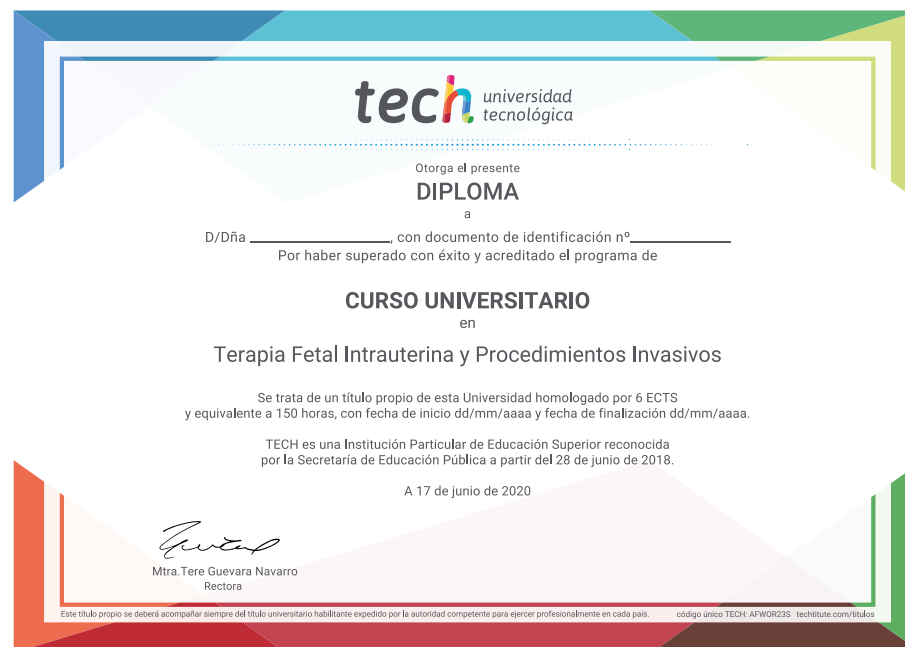 tech universidad
tecnológica
Otorga el presente
DIPLOMA
a
D/Dña ____________________, con documento de identificación nº______________
Por haber superado con éxito y acreditado el programa de
CURSO UNIVERSITARIO
en
Terapia Fetal Intrauterina y Procedimientos Invasivos
Se trata de un título propio de esta Universidad homologado por 6 ECTS
y equivalente a 150 horas, con fecha de inicio dd/mm/aaaa y fecha de finalización dd/mm/aaaa.
TECH es una Institución Particular de Educación Superior reconocida
por la Secretaría de Educación Pública a partir del 28 de junio de 2018.
A 17 de junio de 2020
Mtra.Tere Guevara Navarro
Rectora
Este título propio se deberá acompañar siempre del título universitario habilitante expedido por la autoridad competente para ejercer profesionalmente en cada país. código único TECH: AFWOR23S techtitute.com/titulos